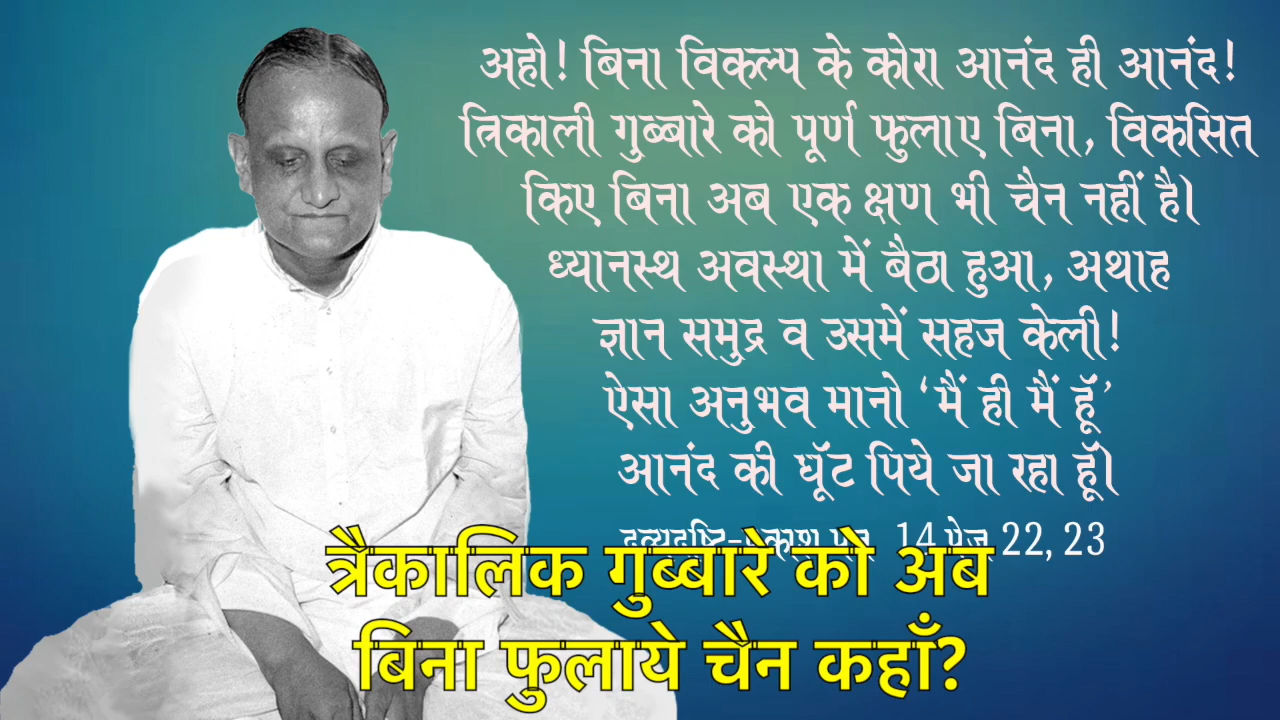 अहो! बिना विकल्प के कोरा आनंद ही आनंद!
त्रिकाली गुब्बारे को पूर्ण फुलाए बिना, विकसित
किए बिना अब एक क्षण भी चैन नहीं है।
ध्यानस्थ अवस्था में बैठा हुआ, अथाह
ज्ञान समुद्र व उसमें सहज केली!
ऐसा अनुभव मानो ‘मैं ही मैं हूँ’
आनंद की घूँट पिये जा रहा हूँ।
14 पेज 22, 23
त्रैकालिक गुब्बारे को अब
बिना फुलाये चैन कहाँ?